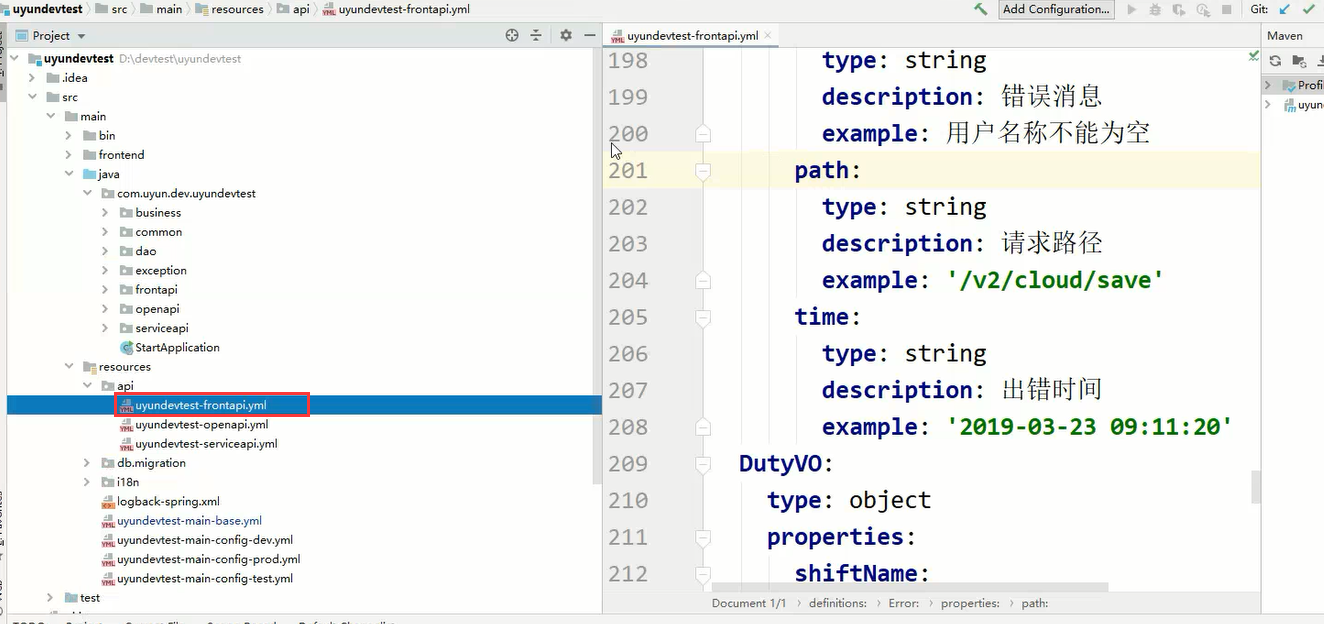 uyundevtest src main resources api uyundevtest-frontapi.yml Add Configuration... Git:
Project
uyundevtest-frontapi.yml
Maven
uyundevtest D:\devtest\uyundevtest
.idea
src
main
bin
frontend
java
com.uyun.dev.uyundevtest
business
common
dao
exception
frontapi
openapi
serviceapi
StartApplication
resources
api
uyundevtest-frontapi.yml
uyundevtest-openapi.yml
uyundevtest-serviceapi.yml
db.migration
i18n
logback-spring.xml
uyundevtest-main-base.yml
uyundevtest-main-config-dev.yml
uyundevtest-main-config-prod.yml
uyundevtest-main-config-test.yml
test
198 type: string
199 description: 错误消息
200 example: 用户名称不能为空
201 path:
202 type: string
203 description: 请求路径
204 example: '/v2/cloud/save'
205 time:
206 type: string
207 description: 出错时间
208 example: '2019-03-23 09:11:20'
209 DutyVO:
210 type: object
211 properties:
212 shiftName:
Document 1/1 definitions: Error: properties: path:
Profi
uyun